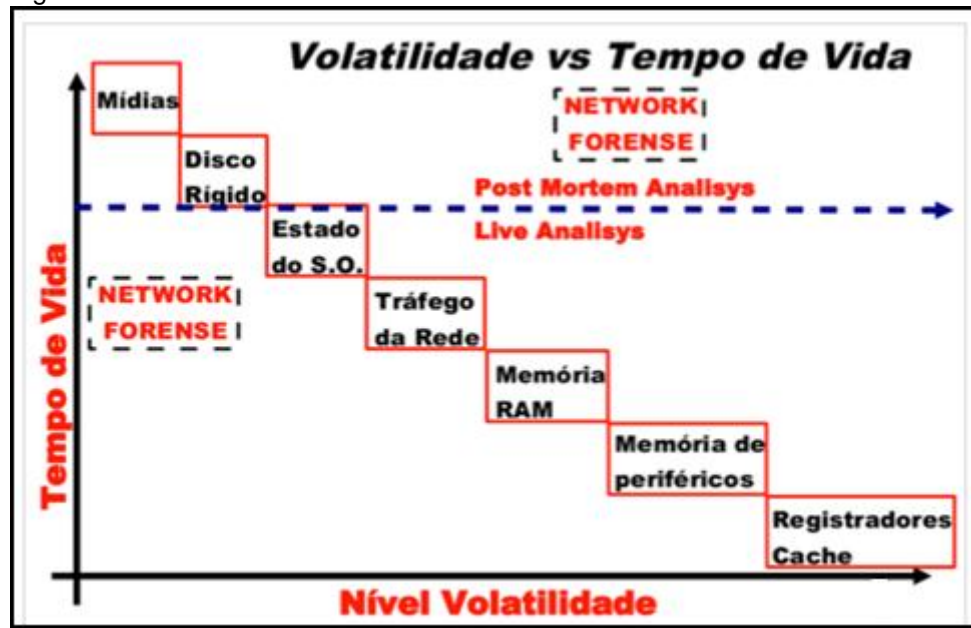 Volatilidade vs Tempo de Vida
Mídias
NETWORK
FORENSE
Disco
Rígido
Post Mortem Analisys
Live Analisys
Estado
do S.O.
NETWORK
FORENSE
Tráfego
da Rede
Memória
RAM
Memória de
periféricos
Registradores
Cache
Tempo de Vida
Nível Volatilidade